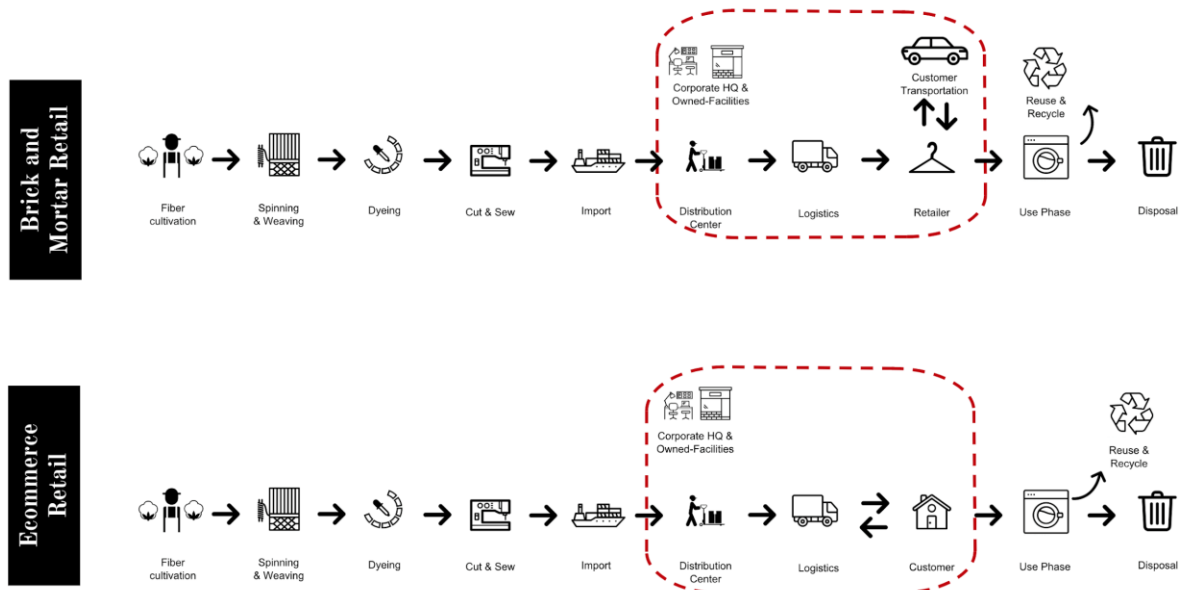 Brick and
Mortar Retail
Corporate HQ &
Owned-Facilities
Customer
Transportation
Reuse &
Recycle
Fiber
cultivation
Spinning
& Weaving
Dyeing
Cut & Sew
Import
Distribution
Center
Logistics
Retailer
Use Phase
Disposal
Ecommerce
Retail
Corporate HQ &
Owned-Facilities
Reuse &
Recycle
Fiber
cultivation
Spinning
& Weaving
Dyeing
Cut & Sew
Import
Distribution
Center
Logistics
Customer
Use Phase
Disposal